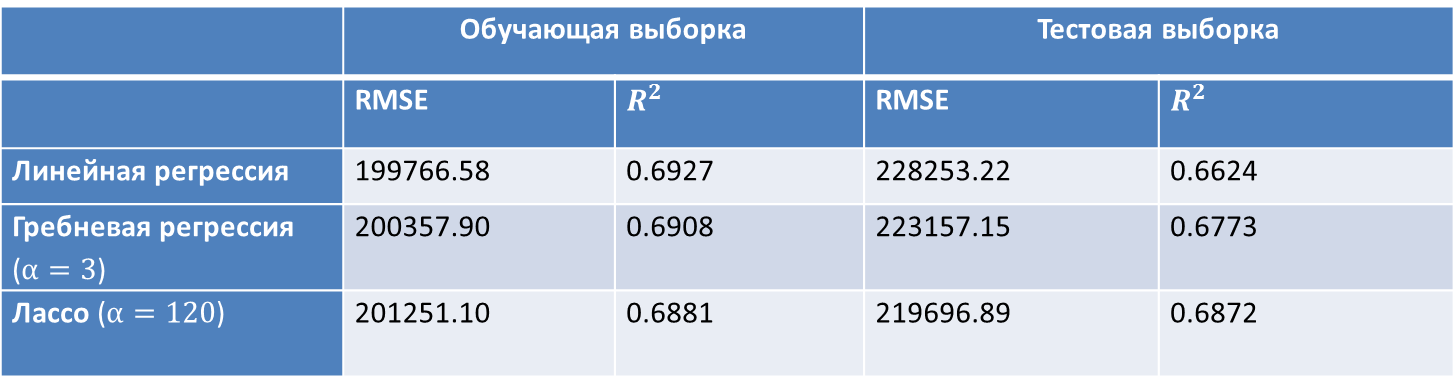 Обучающая выборка Тестовая выборка
RMSE R² RMSE R²
Линейная регрессия 199766.58 0.6927 228253.22 0.6624
Гребневая регрессия 200357.90 0.6908 223157.15 0.6773
(α = 3)
Лассо (α = 120) 201251.10 0.6881 219696.89 0.6872